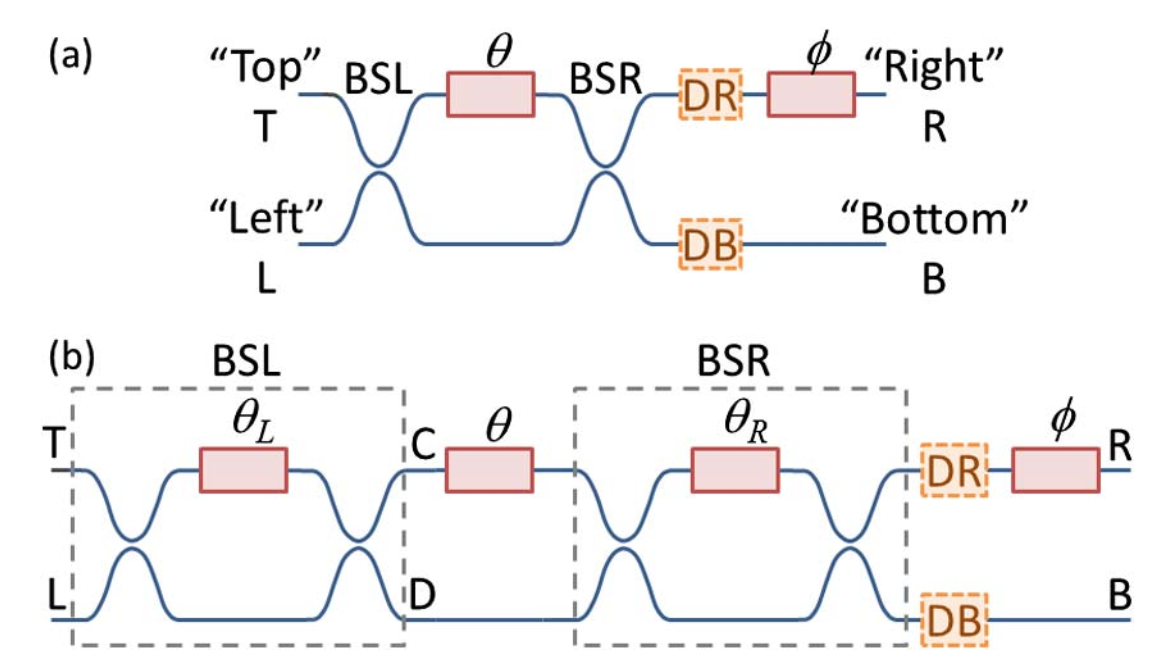 (a)
“Top” BSL θ BSR DR ϕ “Right”
T R
“Left” DB “Bottom”
L B
(b)
BSL BSR
T θL C θ θR DR ϕ R
L D DB B